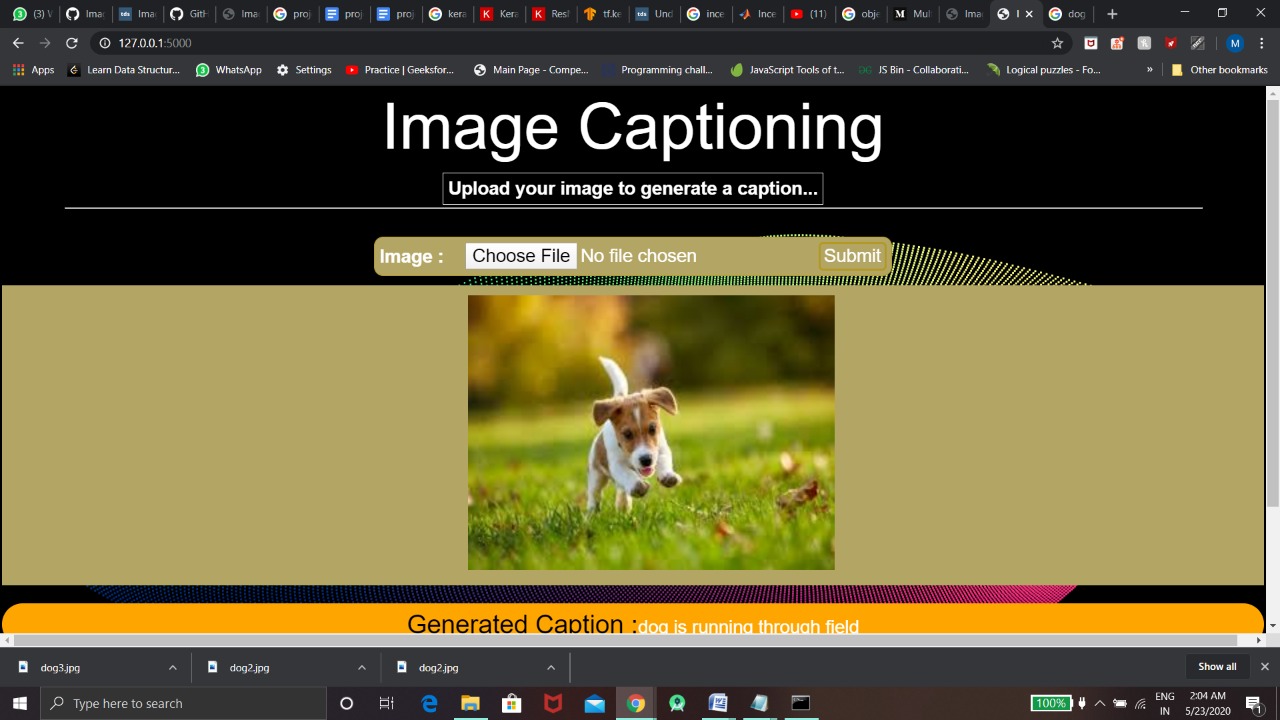 (3) W
Ima
Ima
GitH
Ima
proj
proj
proj
kera
Kera
Resl
tf.ke
Und
ince
Ince
(11)
obje
Mul
Ima
I
dog
127.0.0.1:5000
Apps
Learn Data Structur...
WhatsApp
Settings
Practice | Geeksfor...
Main Page - Compe...
Programming chall...
JavaScript Tools of t...
JS Bin - Collaborati...
Logical puzzles - Fo...
»
Other bookmarks
Image Captioning
Upload your image to generate a caption...
Image : Choose File No file chosen Submit
Generated Caption :dog is running through field
dog3.jpg
dog2.jpg
dog2.jpg
Show all
Type here to search
100%
ENG
IN
2:04 AM
5/23/2020